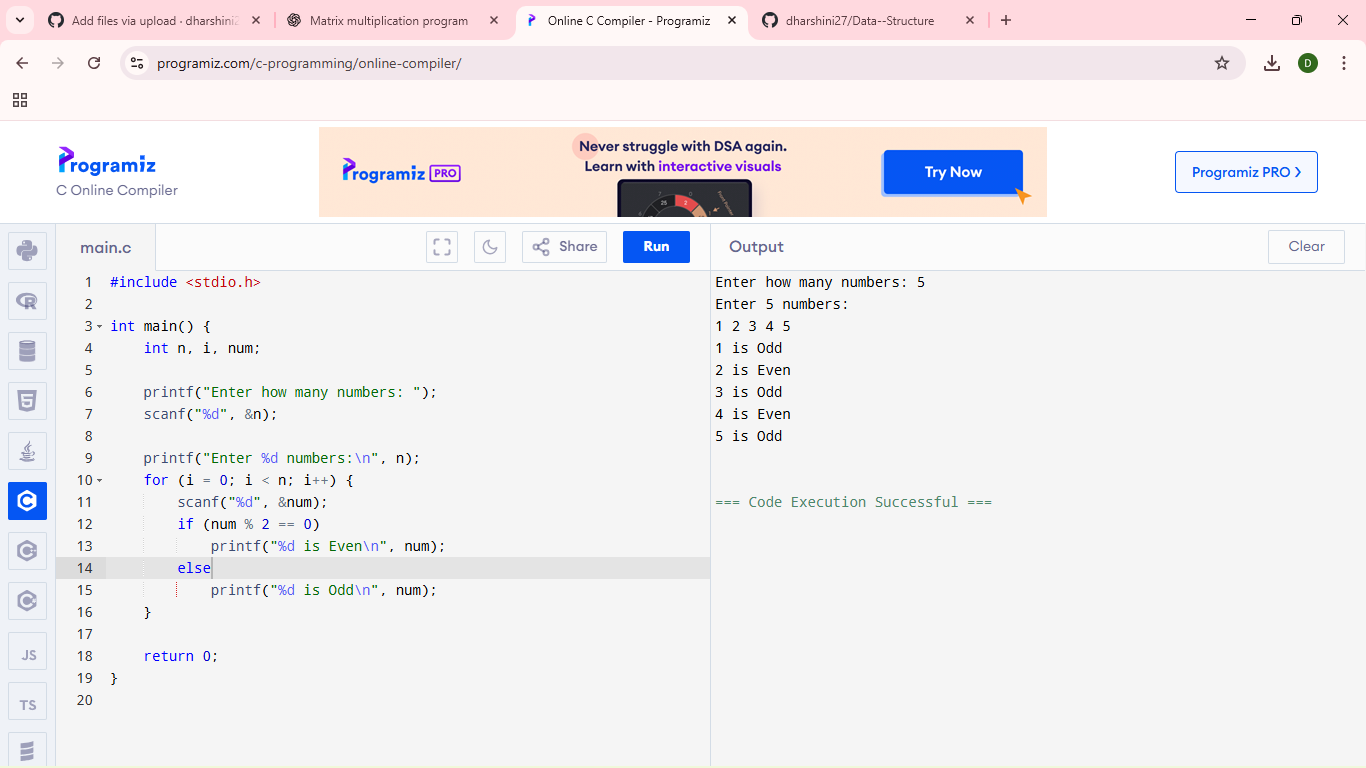 Add files via upload · dharshini2
Matrix multiplication program
Online C Compiler - Programiz
dharshini27/Data--Structure
programiz.com/c-programming/online-compiler/
D
Programiz
C Online Compiler
Programiz PRO
Never struggle with DSA again.
Learn with interactive visuals
Try Now
Programiz PRO
main.c
Share
Run
Output
Clear
1 #include <stdio.h>
2
3 int main() {
4     int n, i, num;
5
6     printf("Enter how many numbers: ");
7     scanf("%d", &n);
8
9     printf("Enter %d numbers:\n", n);
10     for (i = 0; i < n; i++) {
11         scanf("%d", &num);
12         if (num % 2 == 0)
13             printf("%d is Even\n", num);
14         else
15             printf("%d is Odd\n", num);
16     }
17
18     return 0;
19 }
20
Enter how many numbers: 5
Enter 5 numbers:
1 2 3 4 5
1 is Odd
2 is Even
3 is Odd
4 is Even
5 is Odd
=== Code Execution Successful ===
JS
TS